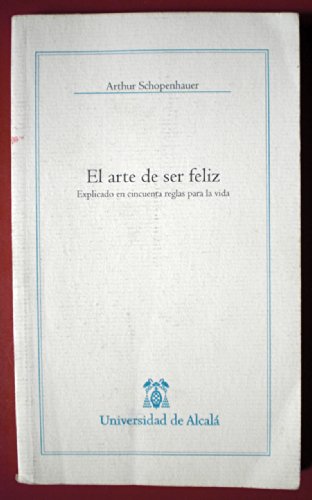 Arthur Schopenhauer
El arte de ser feliz
Explicado en cincuenta reglas para la vida
Universidad de Alcalá